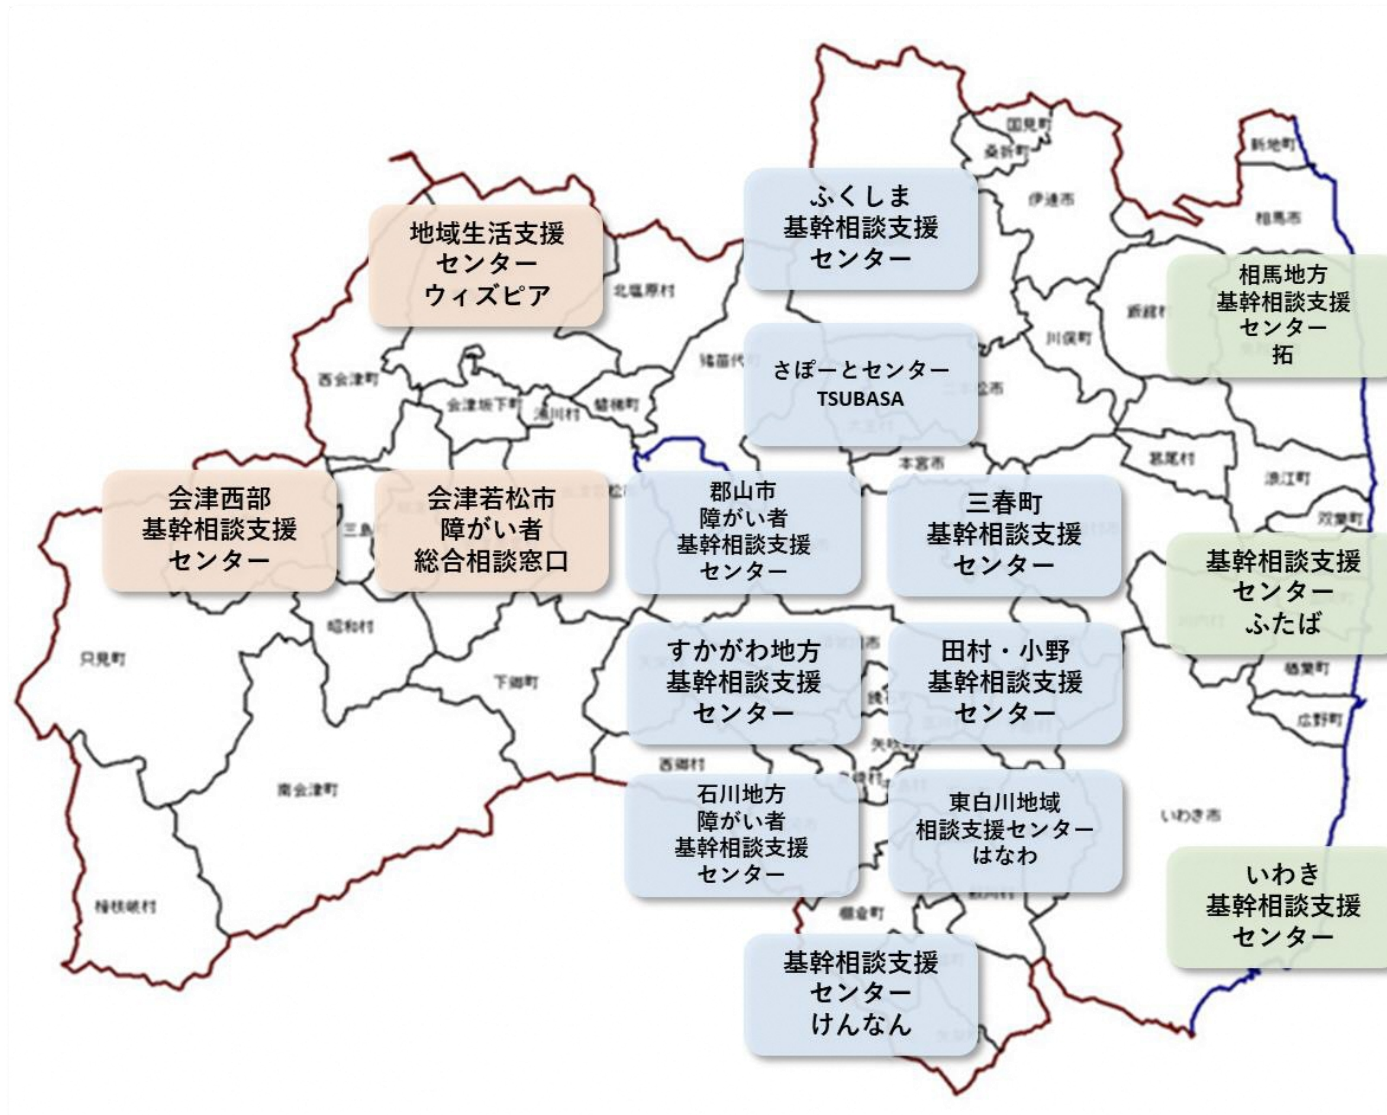 国見町
桑折町
新地町
伊達市
相馬市
ふくしま
基幹相談支援
センター
地域生活支援
センター
ウィズピア
北塩原村
相馬地方
基幹相談支援
センター
拓
飯舘村
川俣町
猪苗代
西会津町
会津坂下町
湯川村
磐梯町
さぽーとセンター
TSUBASA
本宮市
葛尾村
浪江町
双葉町
会津西部
基幹相談支援
センター
三島
会津若松市
障がい者
総合相談窓口
郡山市
障がい者
基幹相談支援
センター
三春町
基幹相談支援
センター
基幹相談支援
センター
ふたば
昭和村
只見町
下郷町
すかがわ地方
基幹相談支援
センター
田村・小野
基幹相談支援
センター
楢葉町
広野町
西郷村
南会津町
石川地方
障がい者
基幹相談支援
センター
東白川地域
相談支援センター
はなわ
いわき市
檜枝岐村
棚倉町
いわき
基幹相談支援
センター
基幹相談支援
センター
けんなん